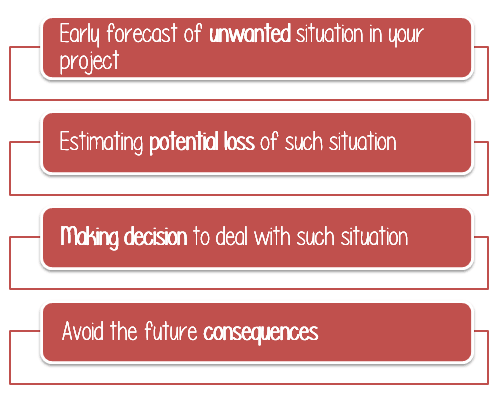 Early forecast of unwanted situation in your
project
Estimating potential loss of such situation
Making decision to deal with such situation
Avoid the future consequences